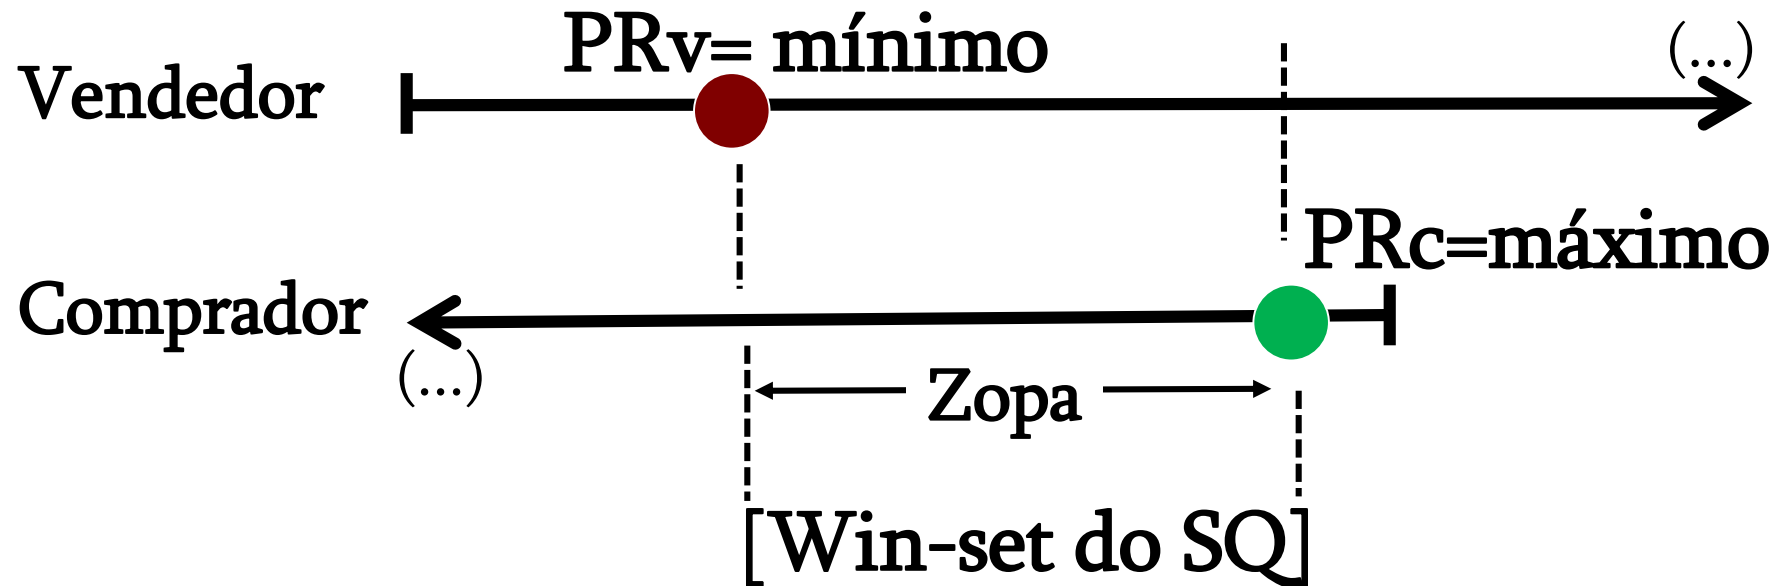 PRv= mínimo
(...)
Vendedor
PRc=máximo
Comprador
(...)
Zopa
[Win-set do SQ]